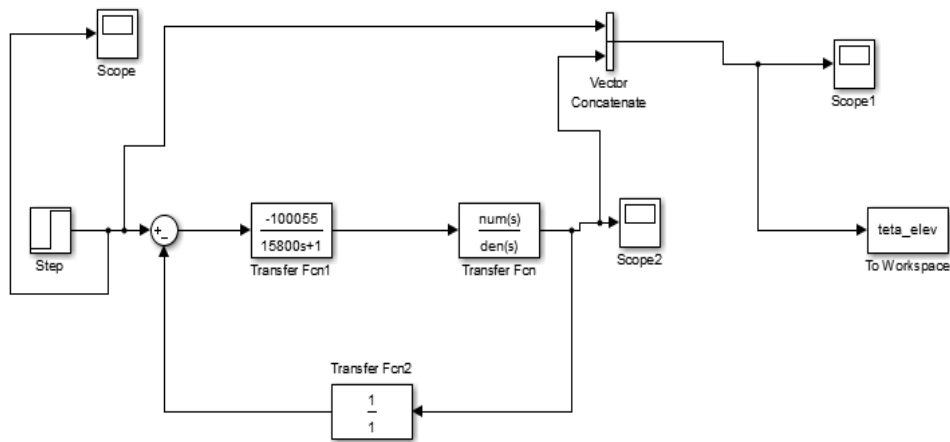 Scope
Vector
Concatenate
Scope1
Step
+
-
-100055
15800s+1
Transfer Fcn1
num(s)
den(s)
Transfer Fcn
Scope2
teta_elev
To Workspace
Transfer Fcn2
1
1